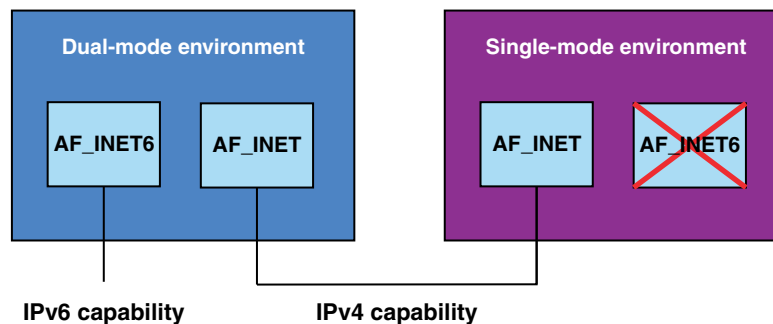 Dual-mode environment
Single-mode environment
AF_INET6
AF_INET
AF_INET
AF_INET6
IPv6 capability
IPv4 capability